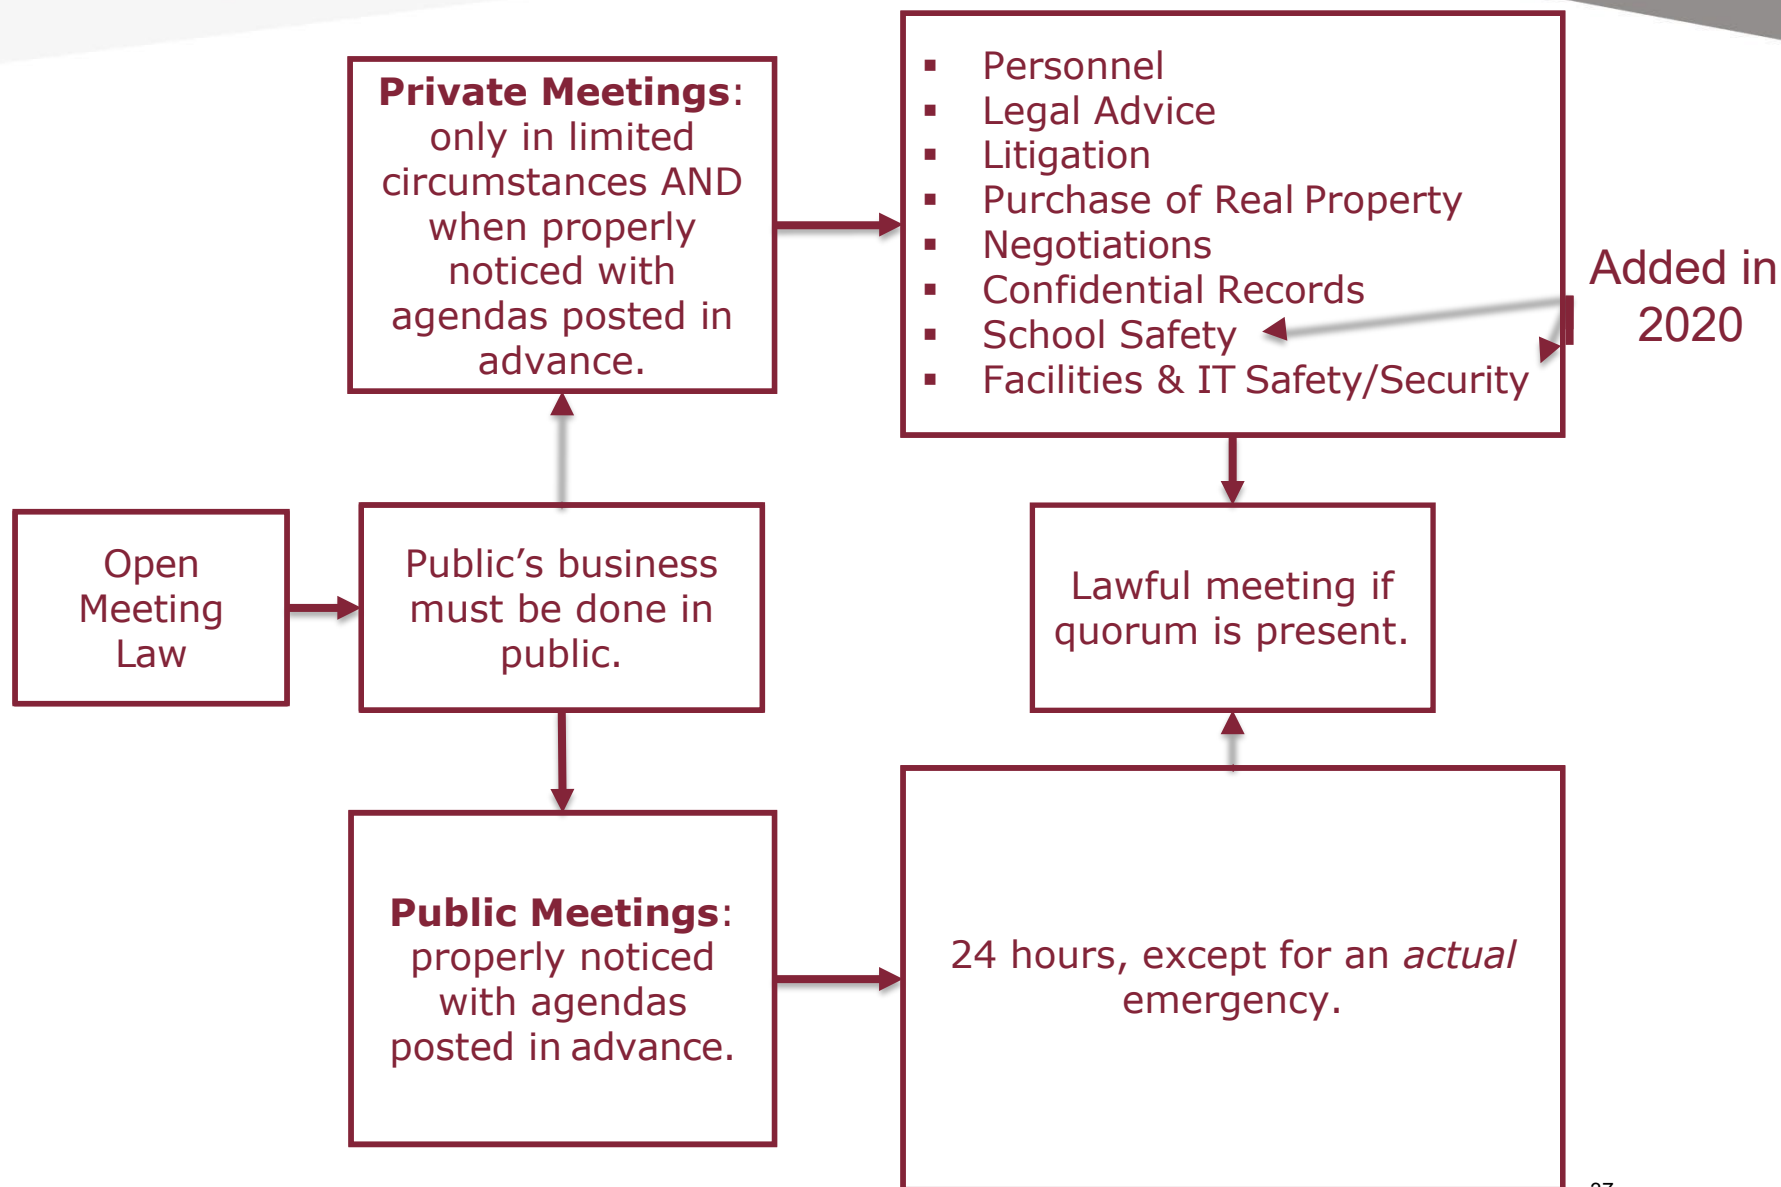 Private Meetings:
only in limited
circumstances AND
when properly
noticed with
agendas posted in
advance.
▪ Personnel
▪ Legal Advice
▪ Litigation
▪ Purchase of Real Property
▪ Negotiations
▪ Confidential Records
▪ School Safety
▪ Facilities & IT Safety/Security
Added in
2020
Open
Meeting
Law
Public’s business
must be done in
public.
Lawful meeting if
quorum is present.
Public Meetings:
properly noticed
with agendas
posted in advance.
24 hours, except for an actual
emergency.